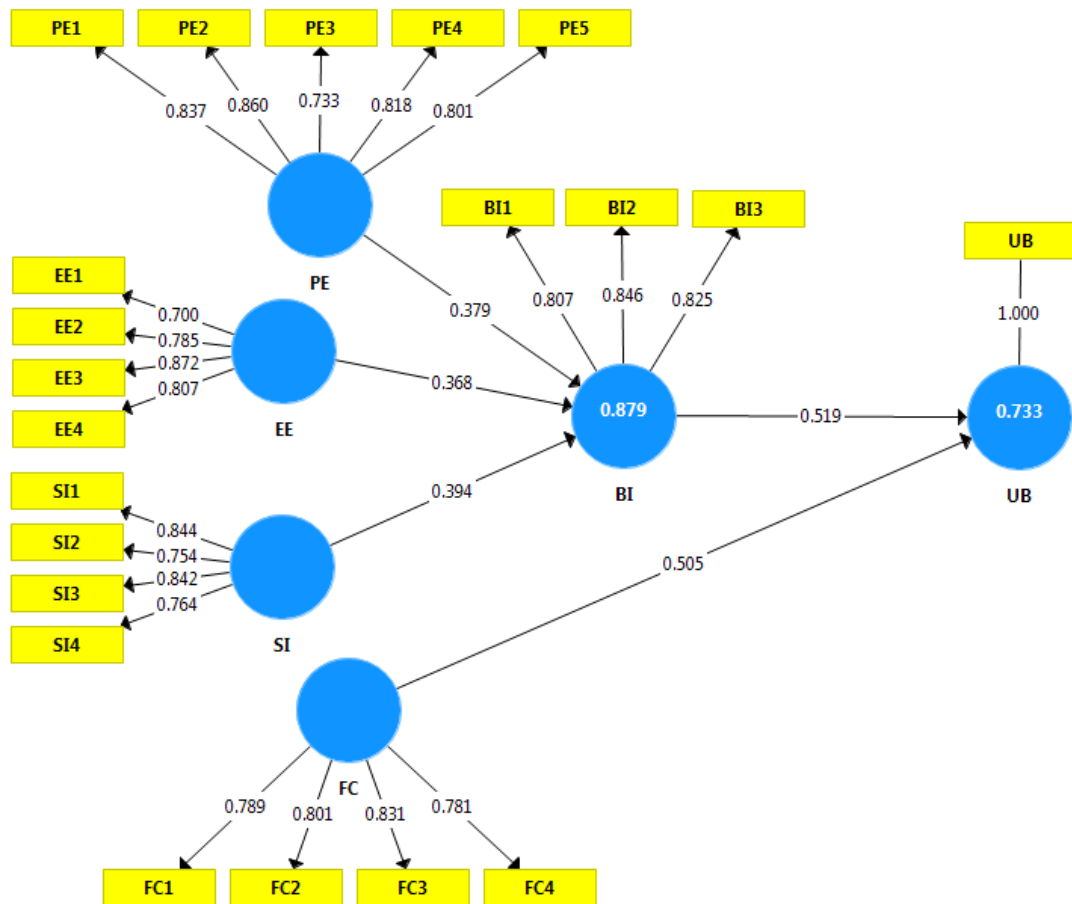 PE1 PE2 PE3 PE4 PE5
0.837 0.860 0.733 0.818 0.801
PE
BI1 BI2 BI3
0.807 0.846 0.825
UB
1.000
EE1
EE2
EE3
EE4
0.700
0.785
0.872
0.807
EE
0.379
0.368
0.394
0.879
BI
0.519
0.733
UB
SI1
SI2
SI3
SI4
0.844
0.754
0.842
0.764
SI
0.505
FC
0.789 0.801 0.831 0.781
FC1 FC2 FC3 FC4